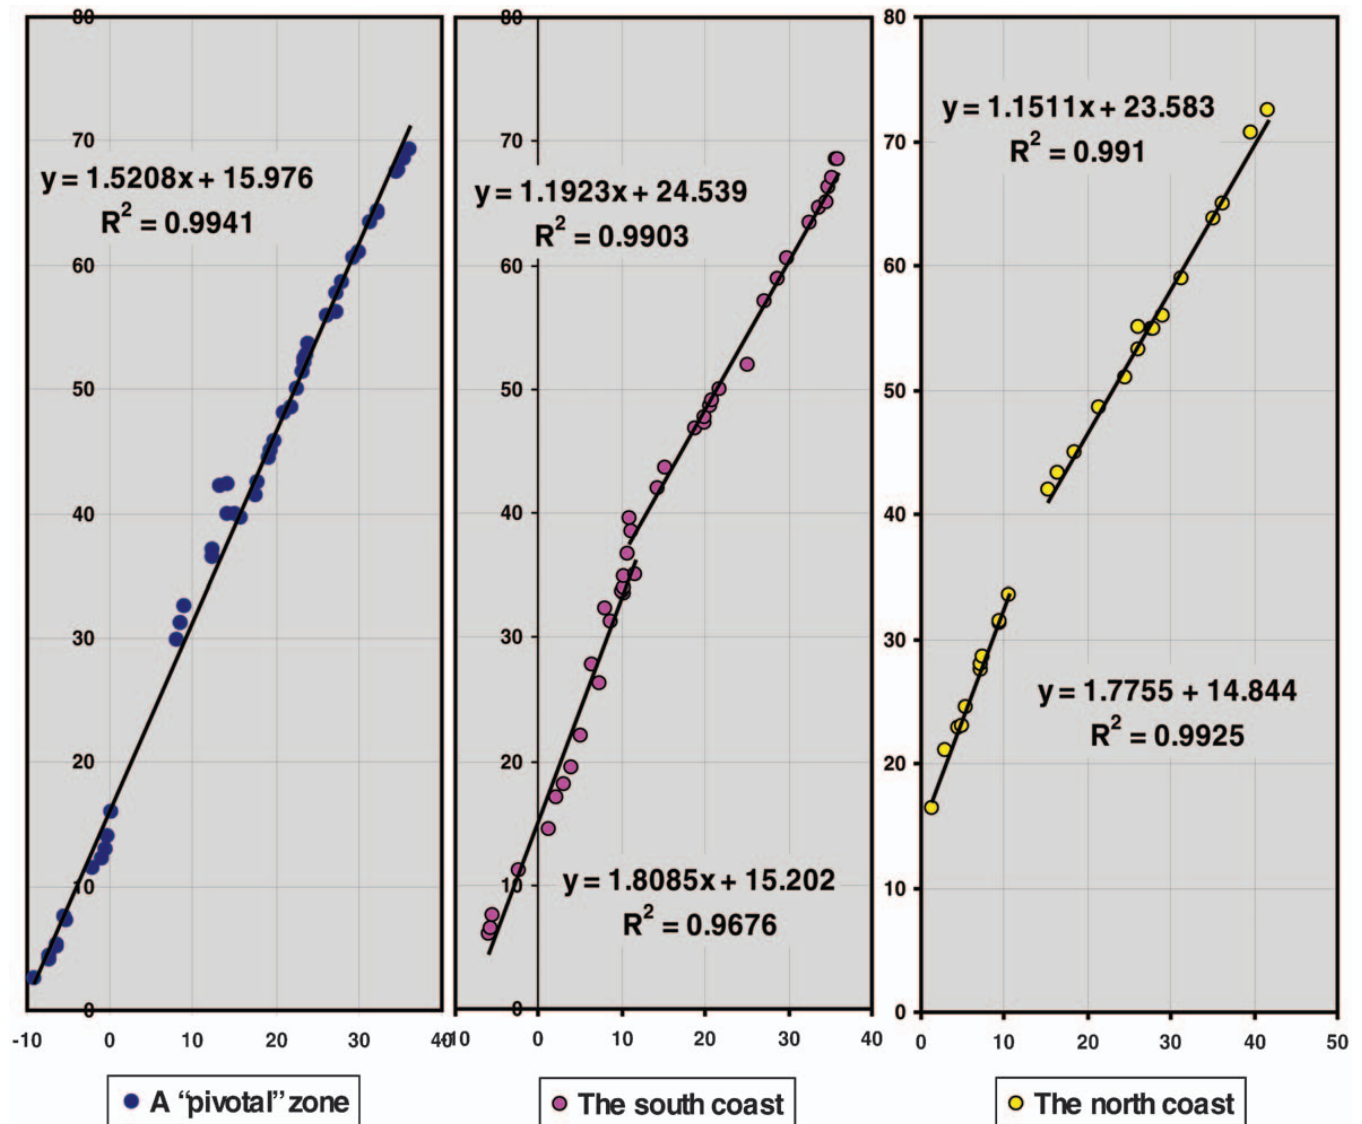 80
70
60
50
40
30
20
10
0
-10 0 10 20 30 40
y = 1.5208x + 15.976
R² = 0.9941
A “pivotal” zone
80
70
60
50
40
30
20
10
0
-10 0 10 20 30 40
y = 1.1923x + 24.539
R² = 0.9903
y = 1.8085x + 15.202
R² = 0.9676
The south coast
80
70
60
50
40
30
20
10
0
0 10 20 30 40 50
y = 1.1511x + 23.583
R² = 0.991
y = 1.7755 + 14.844
R² = 0.9925
The north coast